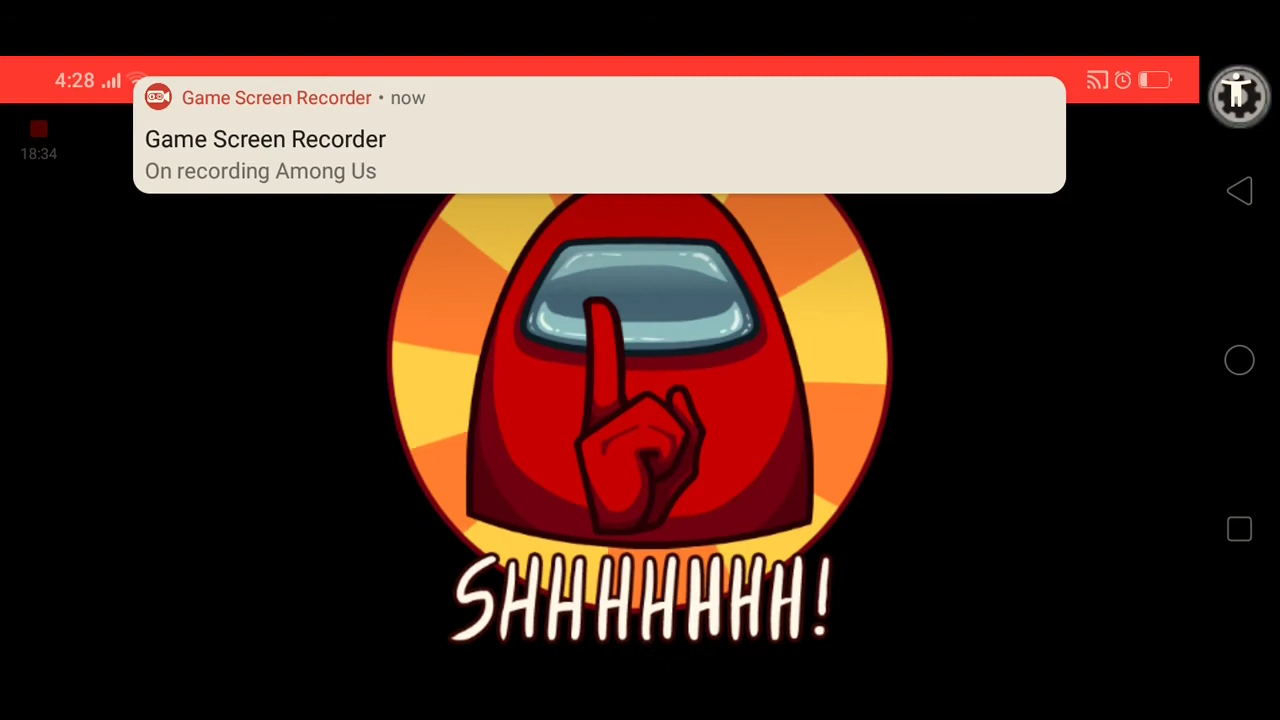 4:28
Game Screen Recorder • now
Game Screen Recorder
On recording Among Us
18:34
SHHHHHHH!